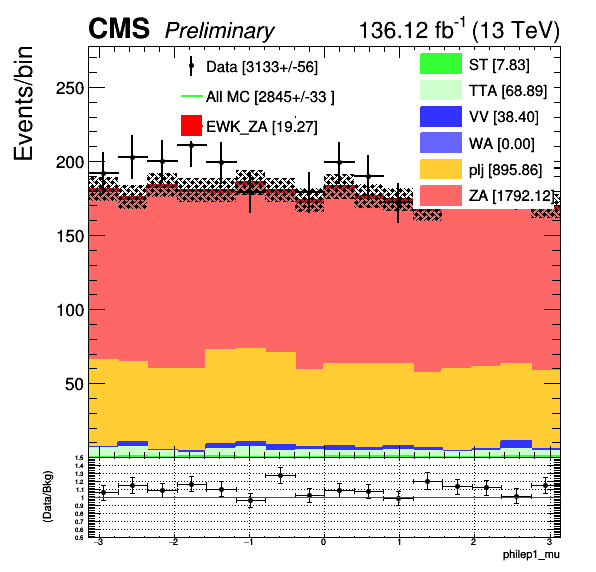 CMS Preliminary 136.12 fb-1 (13 TeV)
Events/bin
Data [3133+/-56]
All MC [2845+/-33 ]
EWK_ZA [19.27]
ST [7.83]
TTA [68.89]
VV [38.40]
WA [0.00]
plj [895.86]
ZA [1792.12]
250
200
150
100
50
(Data/Bkg)
1.5
1.4
1.3
1.2
1.1
1
0.9
0.8
0.7
0.6
0.5
−3 −2 −1 0 1 2 3
philep1_mu